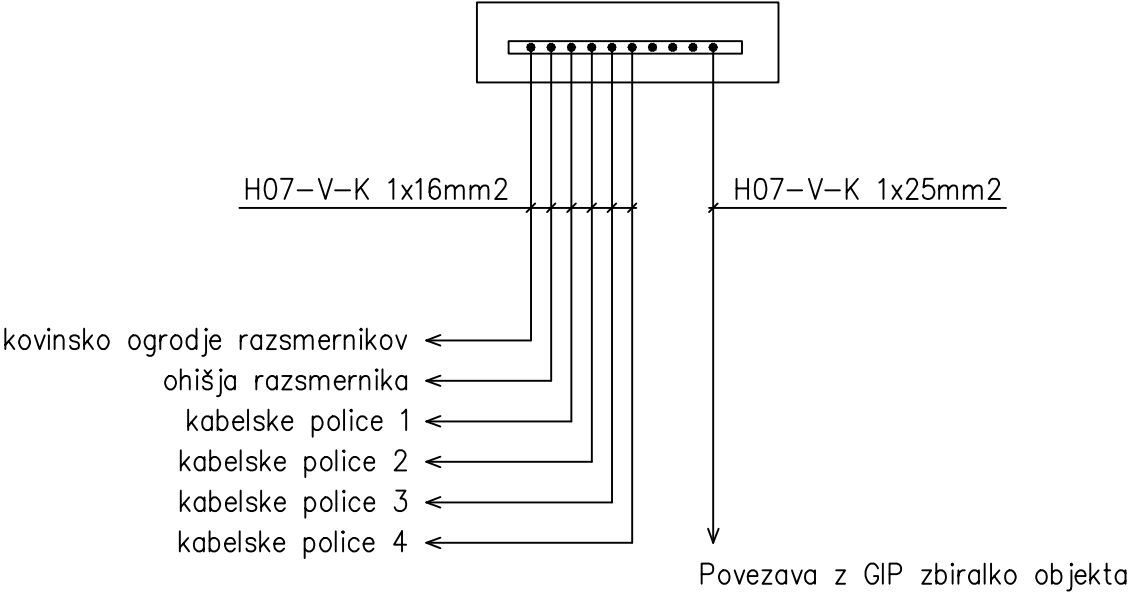 H07-V-K 1x16mm2
H07-V-K 1x25mm2
kovinsko ogrodje razsmernikov
ohišja razsmernika
kabelske police 1
kabelske police 2
kabelske police 3
kabelske police 4
Povezava z GIP zbiralko objekta